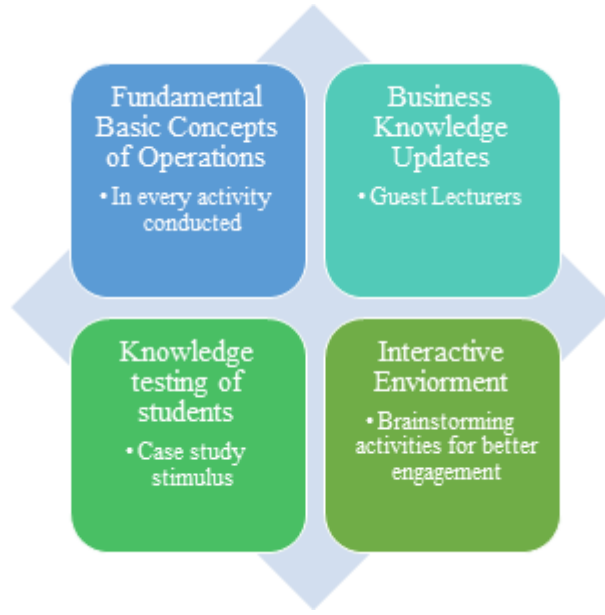 Fundamental
Basic Concepts
of Operations
• In every activity
conducted
Business
Knowledge
Updates
• Guest Lecturers
Knowledge
testing of
students
• Case study
stimulus
Interactive
Enviorment
• Brainstorming
activities for better
engagement